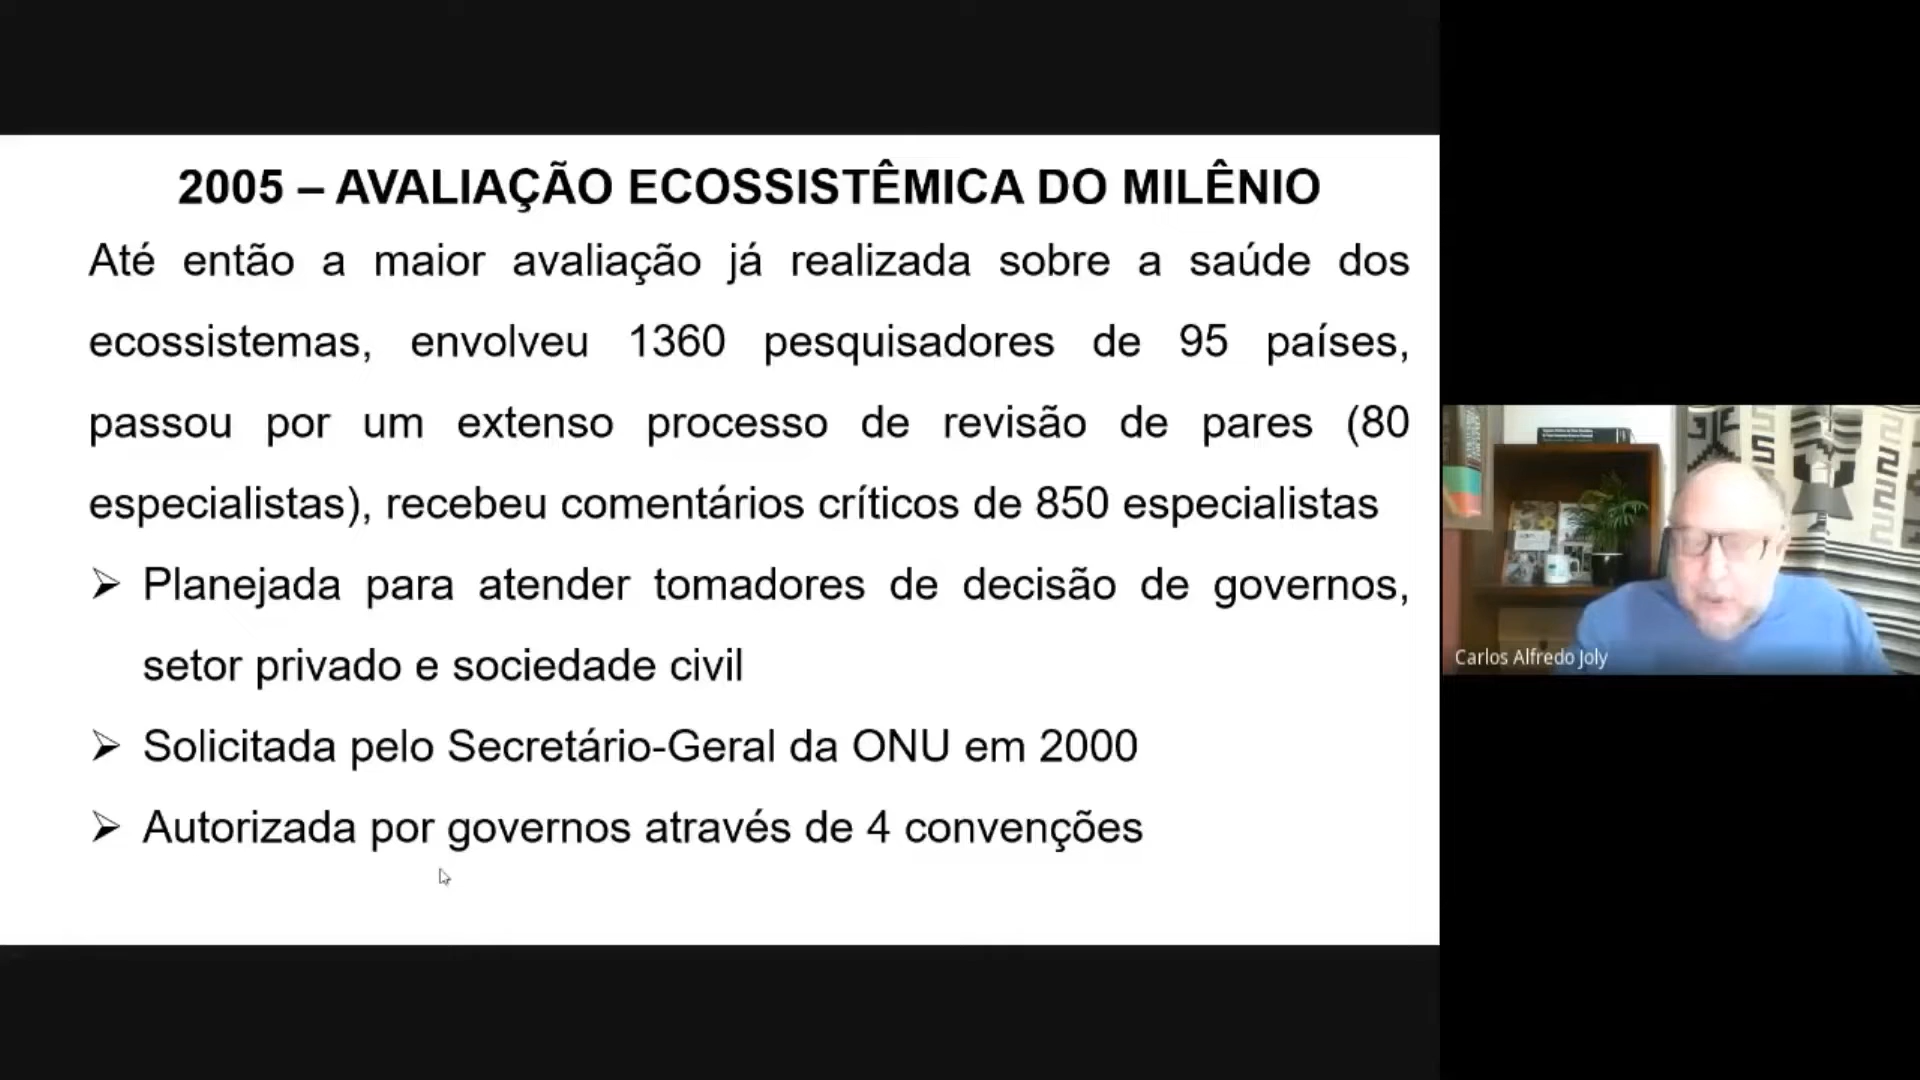 2005 – AVALIAÇÃO ECOSSISTÊMICA DO MILÊNIO
Até então a maior avaliação já realizada sobre a saúde dos
ecossistemas, envolveu 1360 pesquisadores de 95 países,
passou por um extenso processo de revisão de pares (80
especialistas), recebeu comentários críticos de 850 especialistas
➢ Planejada para atender tomadores de decisão de governos,
setor privado e sociedade civil
➢ Solicitada pelo Secretário-Geral da ONU em 2000
➢ Autorizada por governos através de 4 convenções
Carlos Alfredo Joly